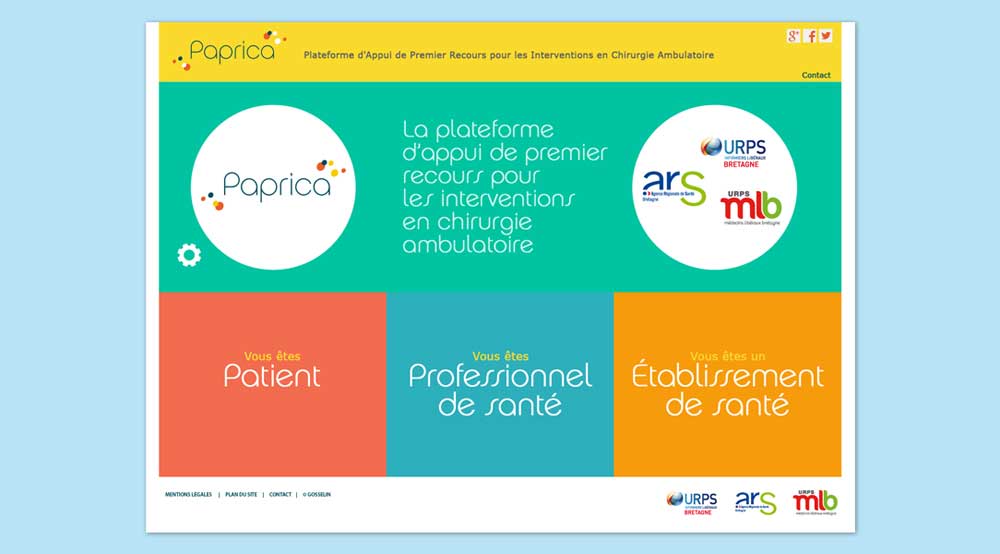 Paprica
Plateforme d'Appui de Premier Recours pour les Interventions en Chirurgie Ambulatoire
g+ f
Contact
Paprica
La plateforme
d'appui de premier
recours pour
les interventions
en chirurgie
ambulatoire
URPS
INFIRMIERS LIBÉRAUX
BRETAGNE
ars
Agence Régionale de Santé
Bretagne
URPS
mlb
médecins libéraux bretagne
Vous êtes
Patient
Vous êtes
Professionnel
de santé
Vous êtes un
Établissement
de santé
MENTIONS LEGALES | PLAN DU SITE | CONTACT | © GOSSELIN
URPS
INFIRMIERS LIBÉRAUX
BRETAGNE
ars
Agence Régionale de Santé
Bretagne
URPS
mlb
médecins libéraux bretagne